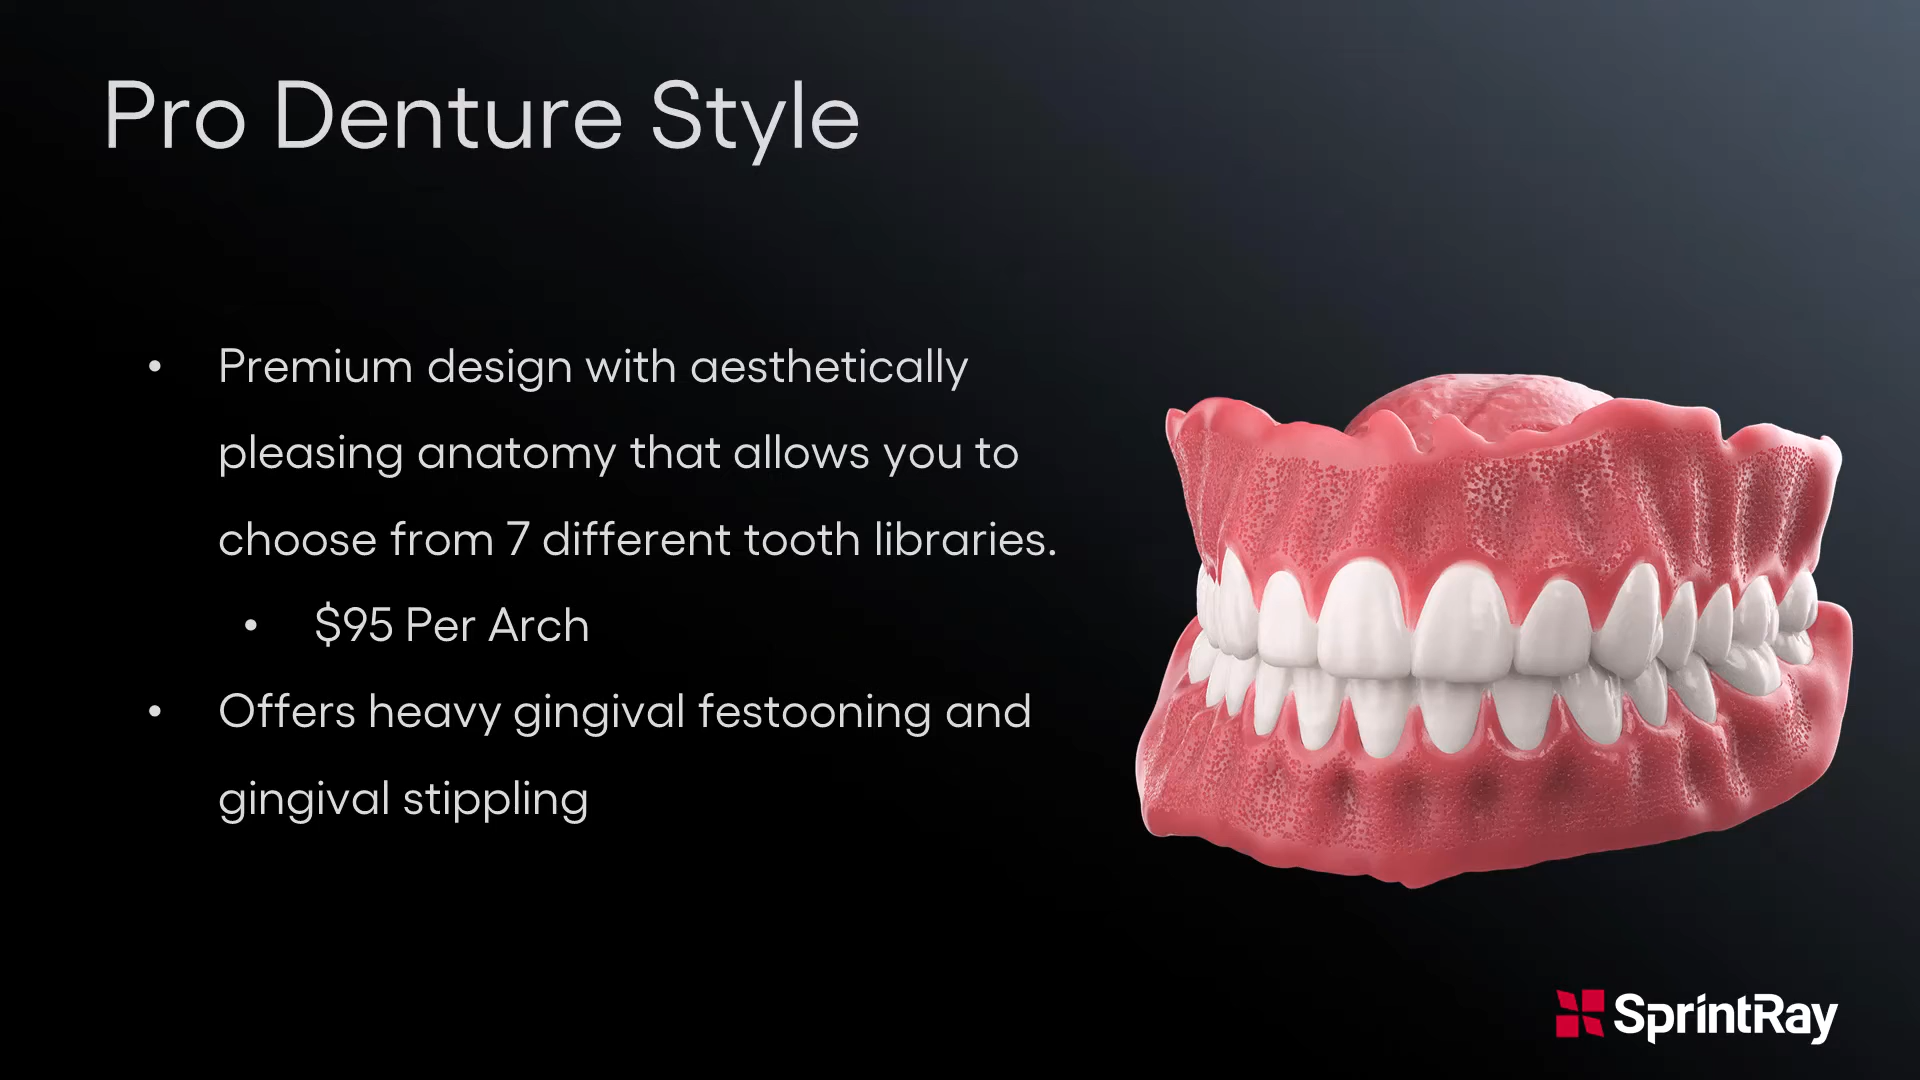 Pro Denture Style
• Premium design with aesthetically
pleasing anatomy that allows you to
choose from 7 different tooth libraries.
• $95 Per Arch
• Offers heavy gingival festooning and
gingival stippling
SprintRay